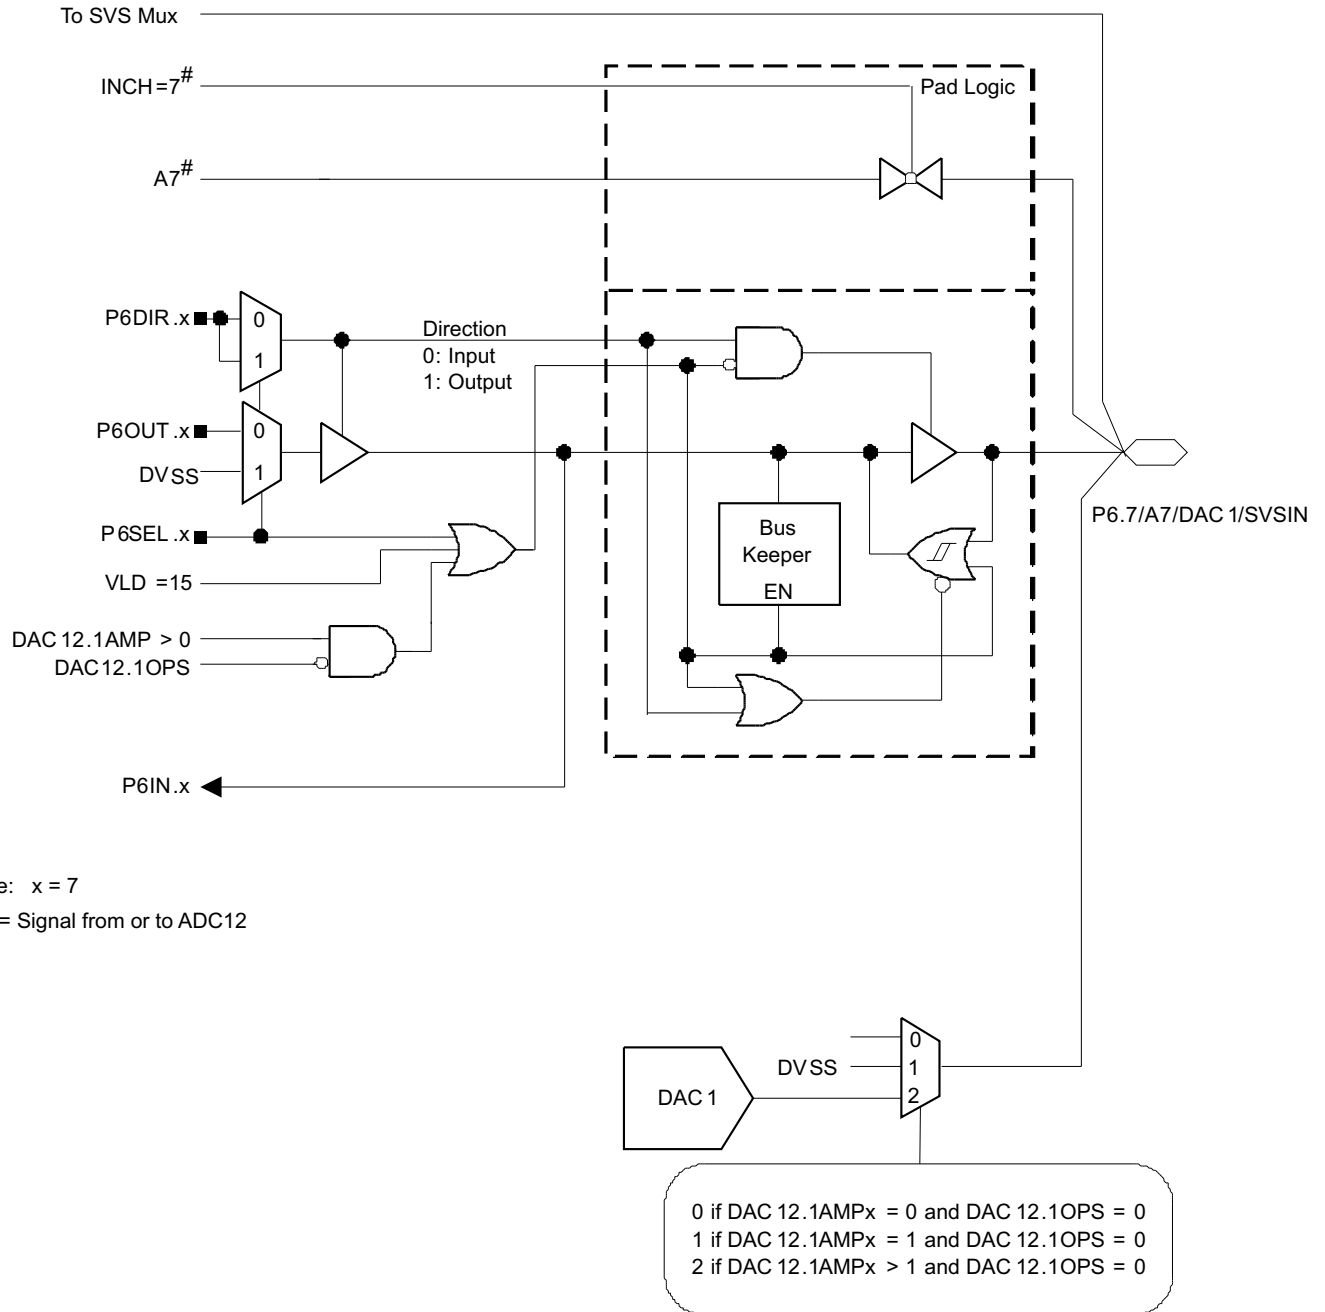 To SVS Mux
INCH=7#
Pad Logic
A7#
P6DIR.x
0
1
Direction
0: Input
1: Output
P6OUT.x
0
DVSS
1
P6SEL.x
VLD =15
DAC12.1AMP > 0
DAC12.1OPS
Bus
Keeper
EN
P6.7/A7/DAC1/SVSIN
P6IN.x
e: x = 7
= Signal from or to ADC12
0
DVSS
1
DAC1
2
0 if DAC12.1AMPx = 0 and DAC12.1OPS = 0
1 if DAC12.1AMPx = 1 and DAC12.1OPS = 0
2 if DAC12.1AMPx > 1 and DAC12.1OPS = 0